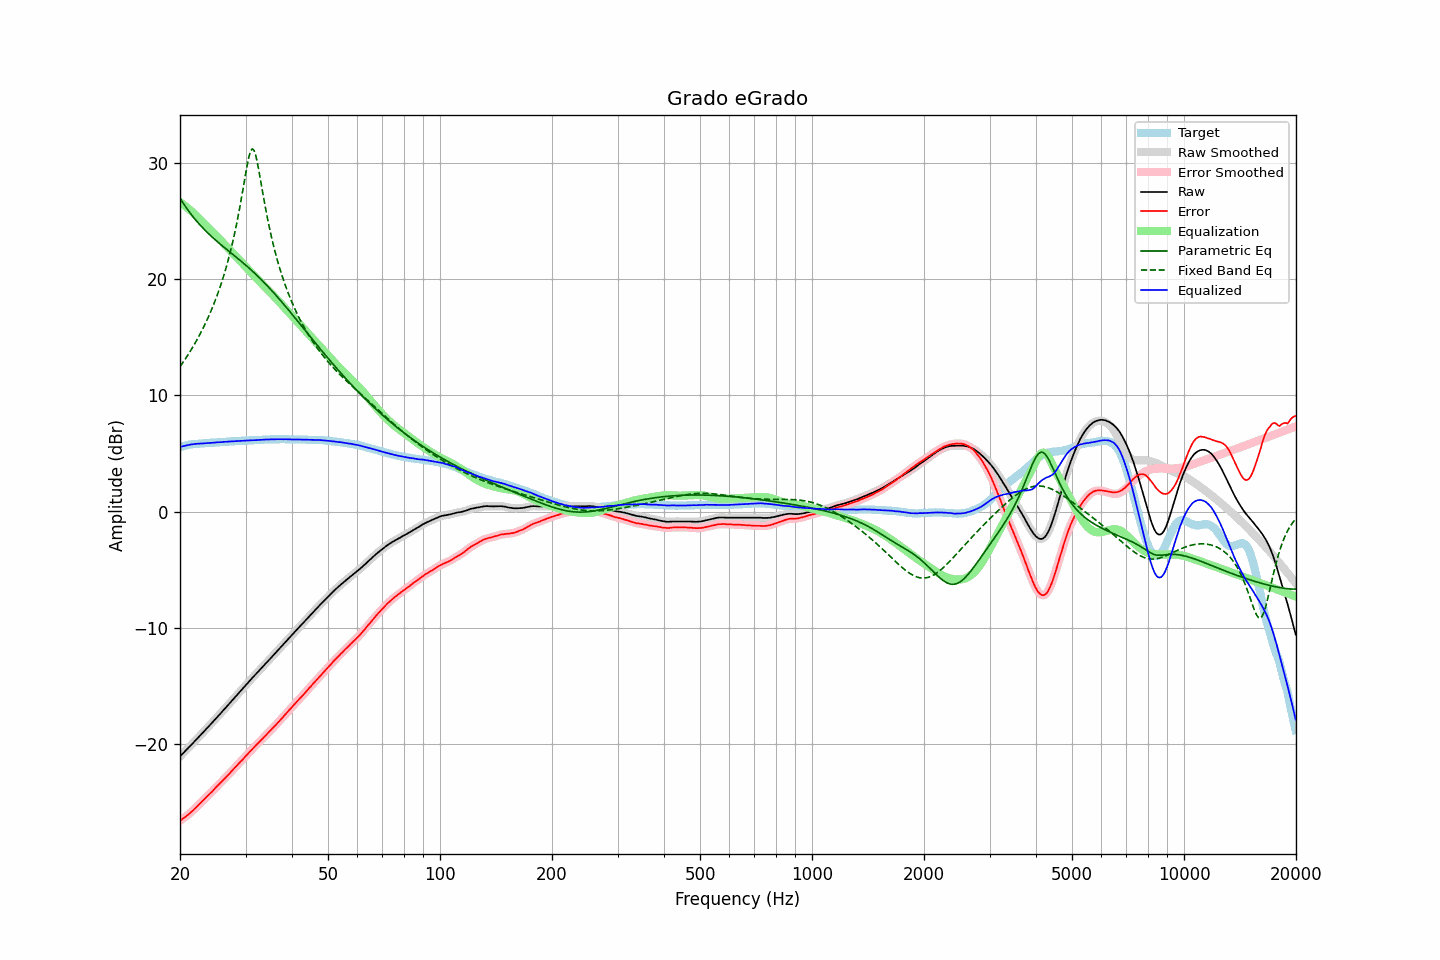 Grado eGrado
Amplitude (dBr)
30
20
10
0
−10
−20
20
50
100
200
500
1000
2000
5000
10000
20000
Frequency (Hz)
Target
Raw Smoothed
Error Smoothed
Raw
Error
Equalization
Parametric Eq
Fixed Band Eq
Equalized